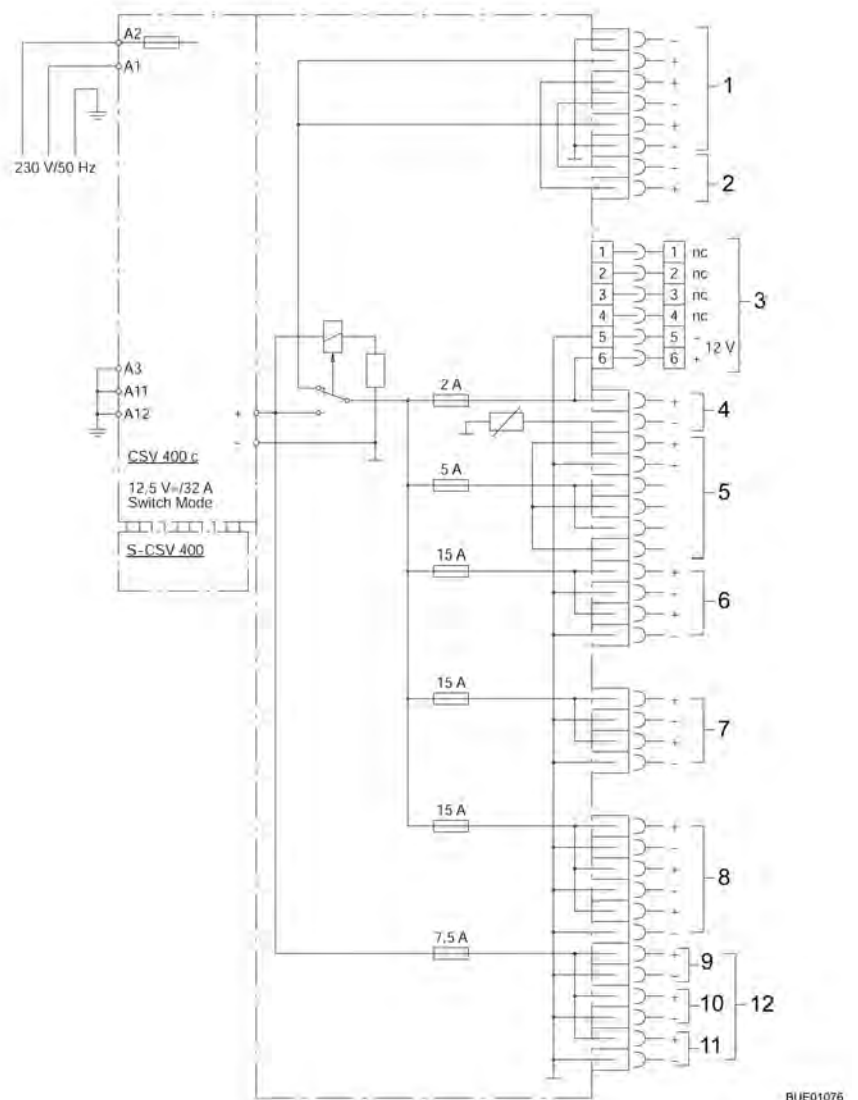 A2
A1
230 V/50 Hz
A3
A11
A12
+
-
CSV 400 c
12,5 V=/32 A
Switch Mode
S-CSV 400
2 A
5 A
15 A
15 A
15 A
7,5 A
-
+
+
-
+
+
1
-
+
2
1 1 nc
2 2 nc
3 3 nc
4 4 nc
5 5 -
12 V
6 6 +
3
+
-
4
+
+
5
+
-
+
-
6
+
-
+
-
7
+
-
+
-
+
-
8
+
-
9
+
-
10
+
-
11
12
BUE01076